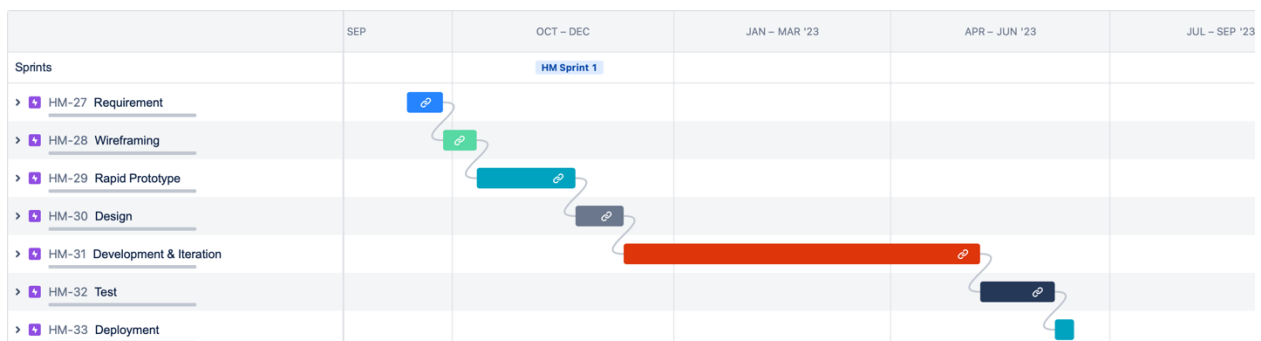 SEP OCT – DEC JAN – MAR '23 APR – JUN '23 JUL – SEP '23
Sprints HM Sprint 1
HM-27 Requirement
HM-28 Wireframing
HM-29 Rapid Prototype
HM-30 Design
HM-31 Development & Iteration
HM-32 Test
HM-33 Deployment